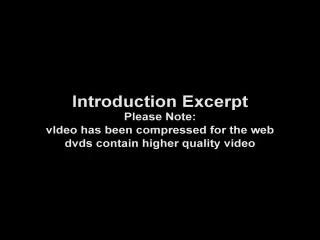 Introduction Excerpt
Please Note:
vIdeo has been compressed for the web
dvds contain higher quality video